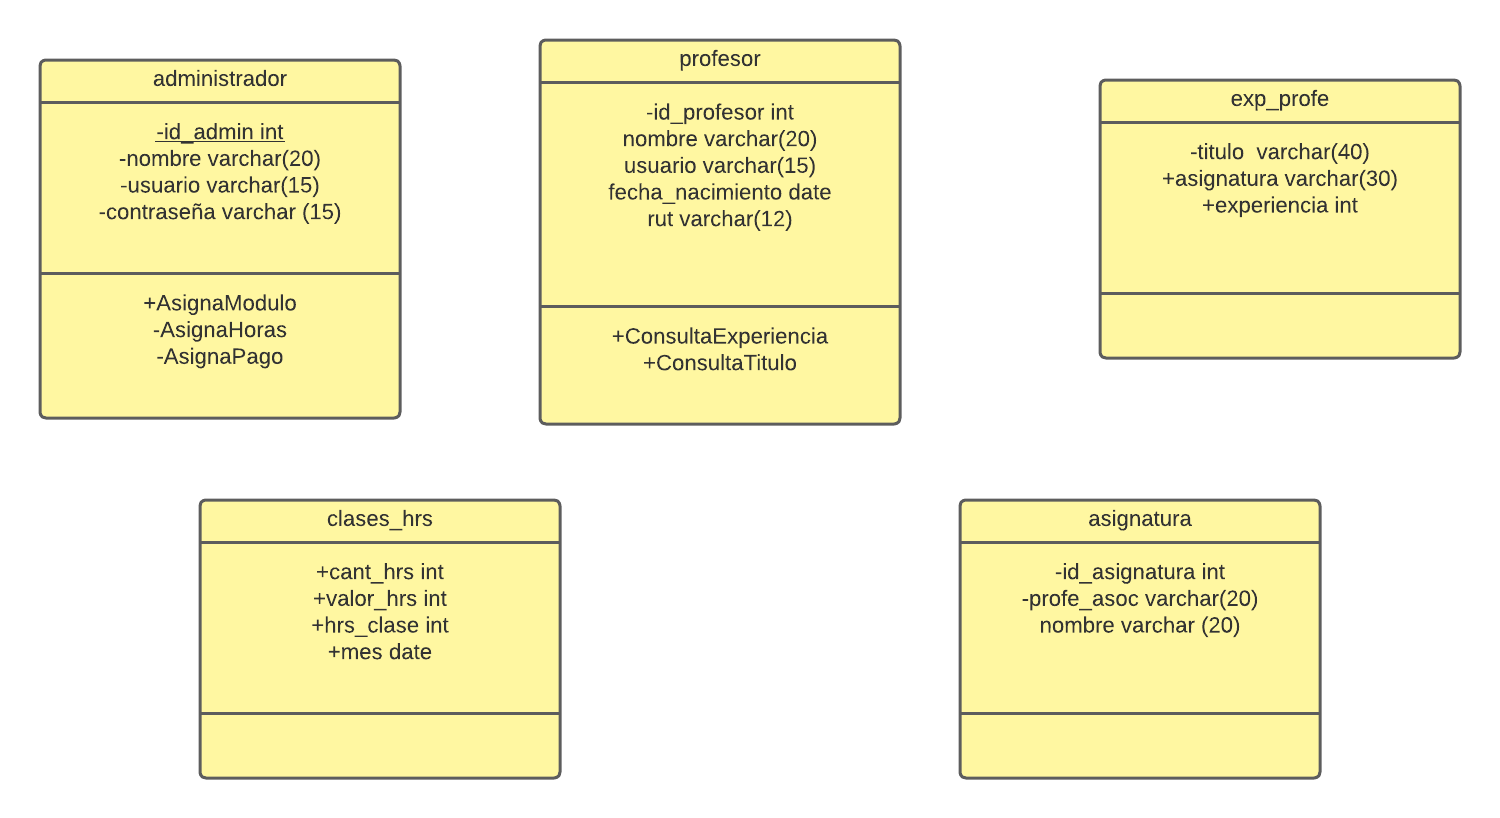 administrador
-id_admin int
-nombre varchar(20)
-usuario varchar(15)
-contraseña varchar (15)
+AsignaModulo
-AsignaHoras
-AsignaPago
profesor
-id_profesor int
nombre varchar(20)
usuario varchar(15)
fecha_nacimiento date
rut varchar(12)
+ConsultaExperiencia
+ConsultaTitulo
exp_profe
-titulo  varchar(40)
+asignatura varchar(30)
+experiencia int
clases_hrs
+cant_hrs int
+valor_hrs int
+hrs_clase int
+mes date
asignatura
-id_asignatura int
-profe_asoc varchar(20)
nombre varchar (20)